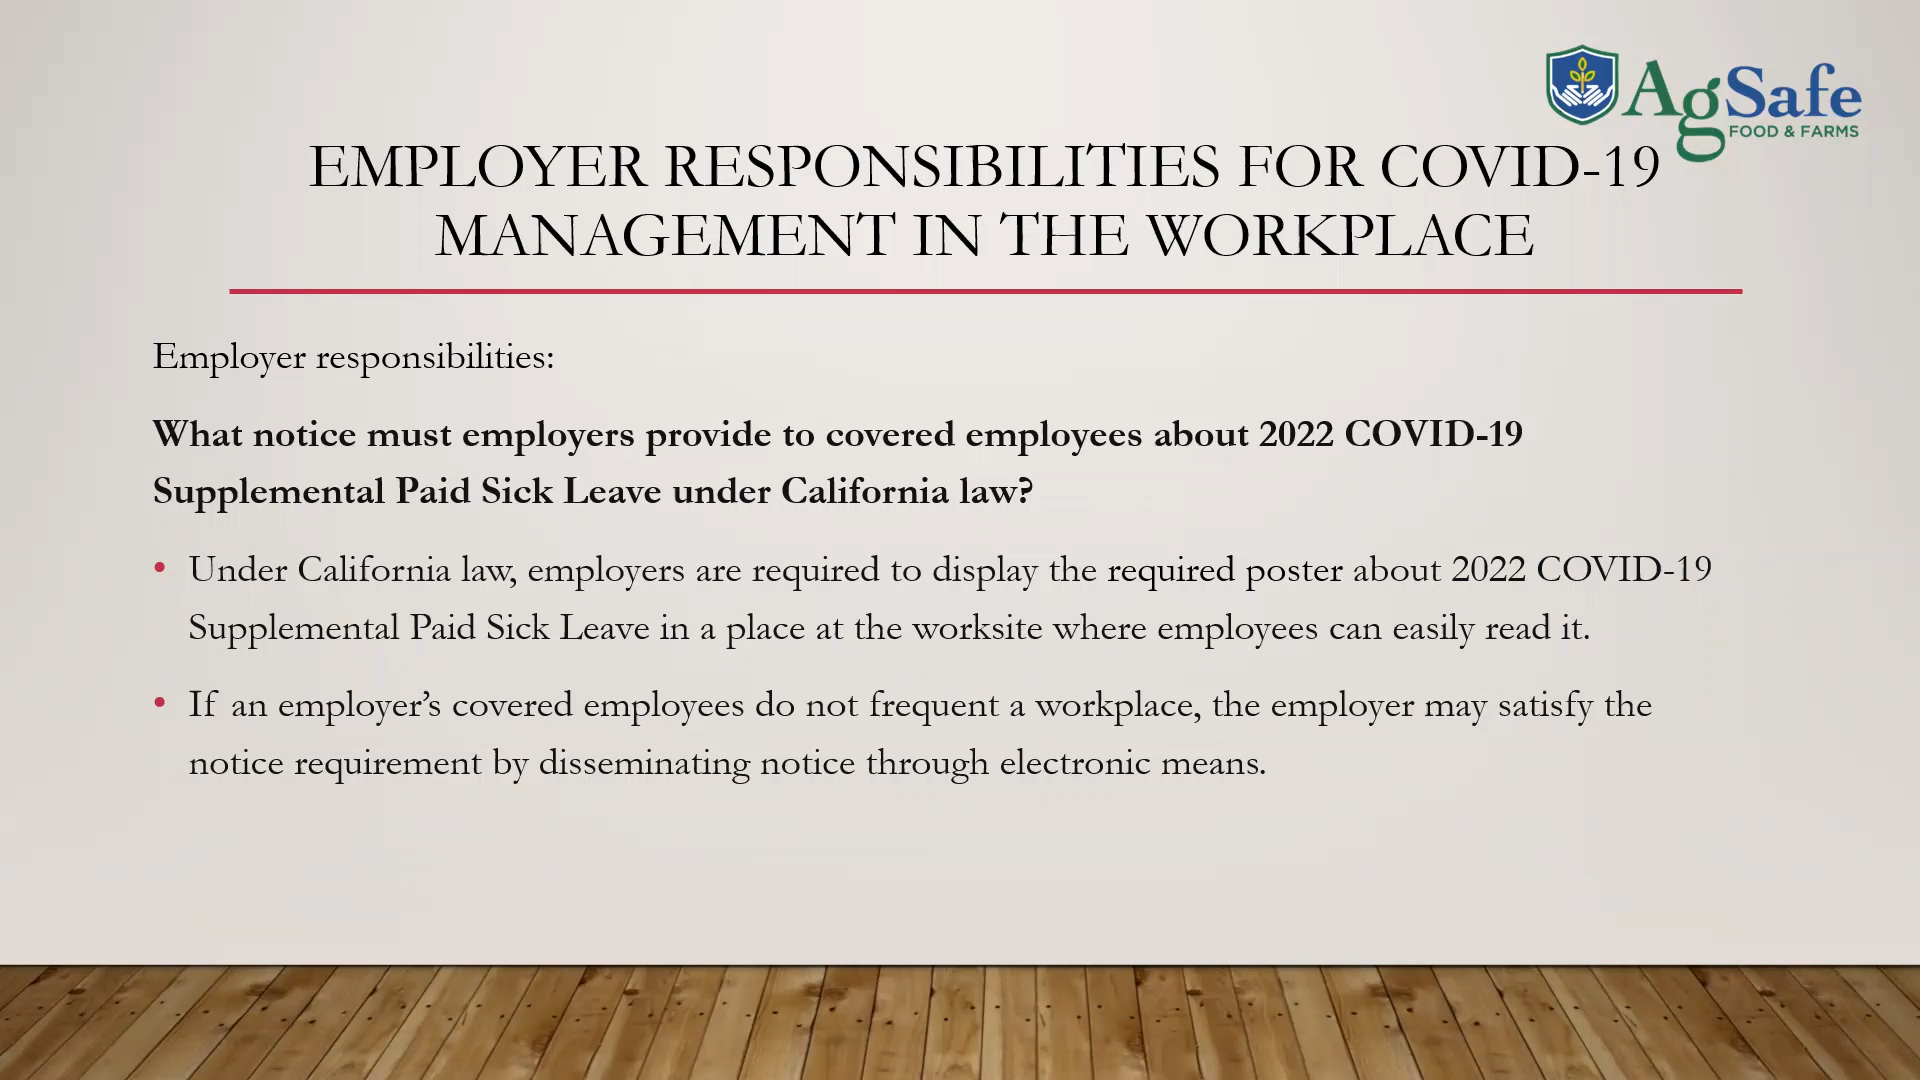 AgSafe
FOOD & FARMS
EMPLOYER RESPONSIBILITIES FOR COVID-19
MANAGEMENT IN THE WORKPLACE
Employer responsibilities:
What notice must employers provide to covered employees about 2022 COVID-19
Supplemental Paid Sick Leave under California law?
• Under California law, employers are required to display the required poster about 2022 COVID-19
Supplemental Paid Sick Leave in a place at the worksite where employees can easily read it.
• If an employer’s covered employees do not frequent a workplace, the employer may satisfy the
notice requirement by disseminating notice through electronic means.